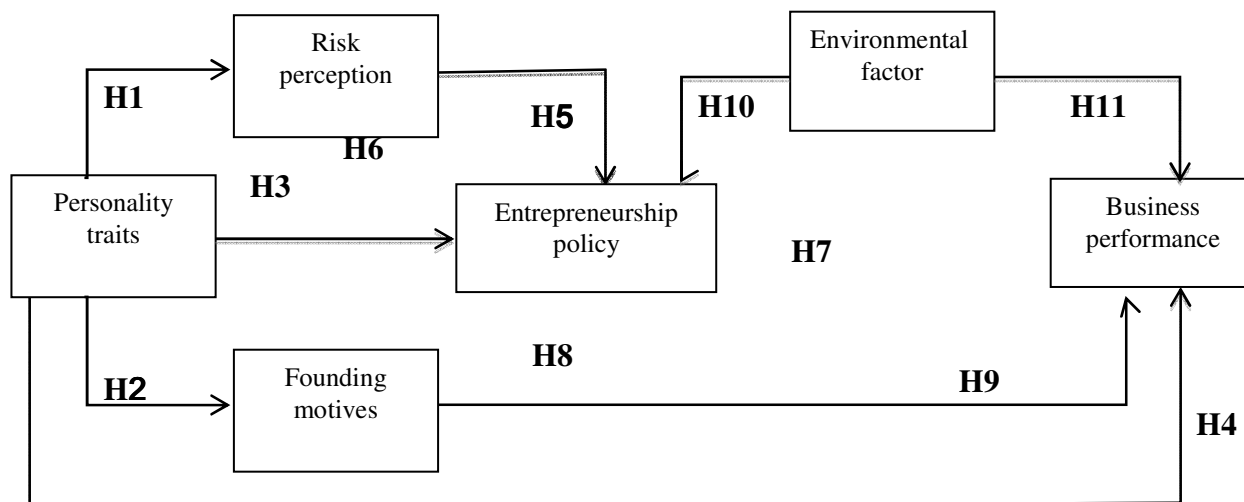 Risk
perception
Environmental
factor
H1
H5
H10
H11
H6
H3
Personality
traits
Entrepreneurship
policy
Business
performance
H7
H8
H2
Founding
motives
H9
H4